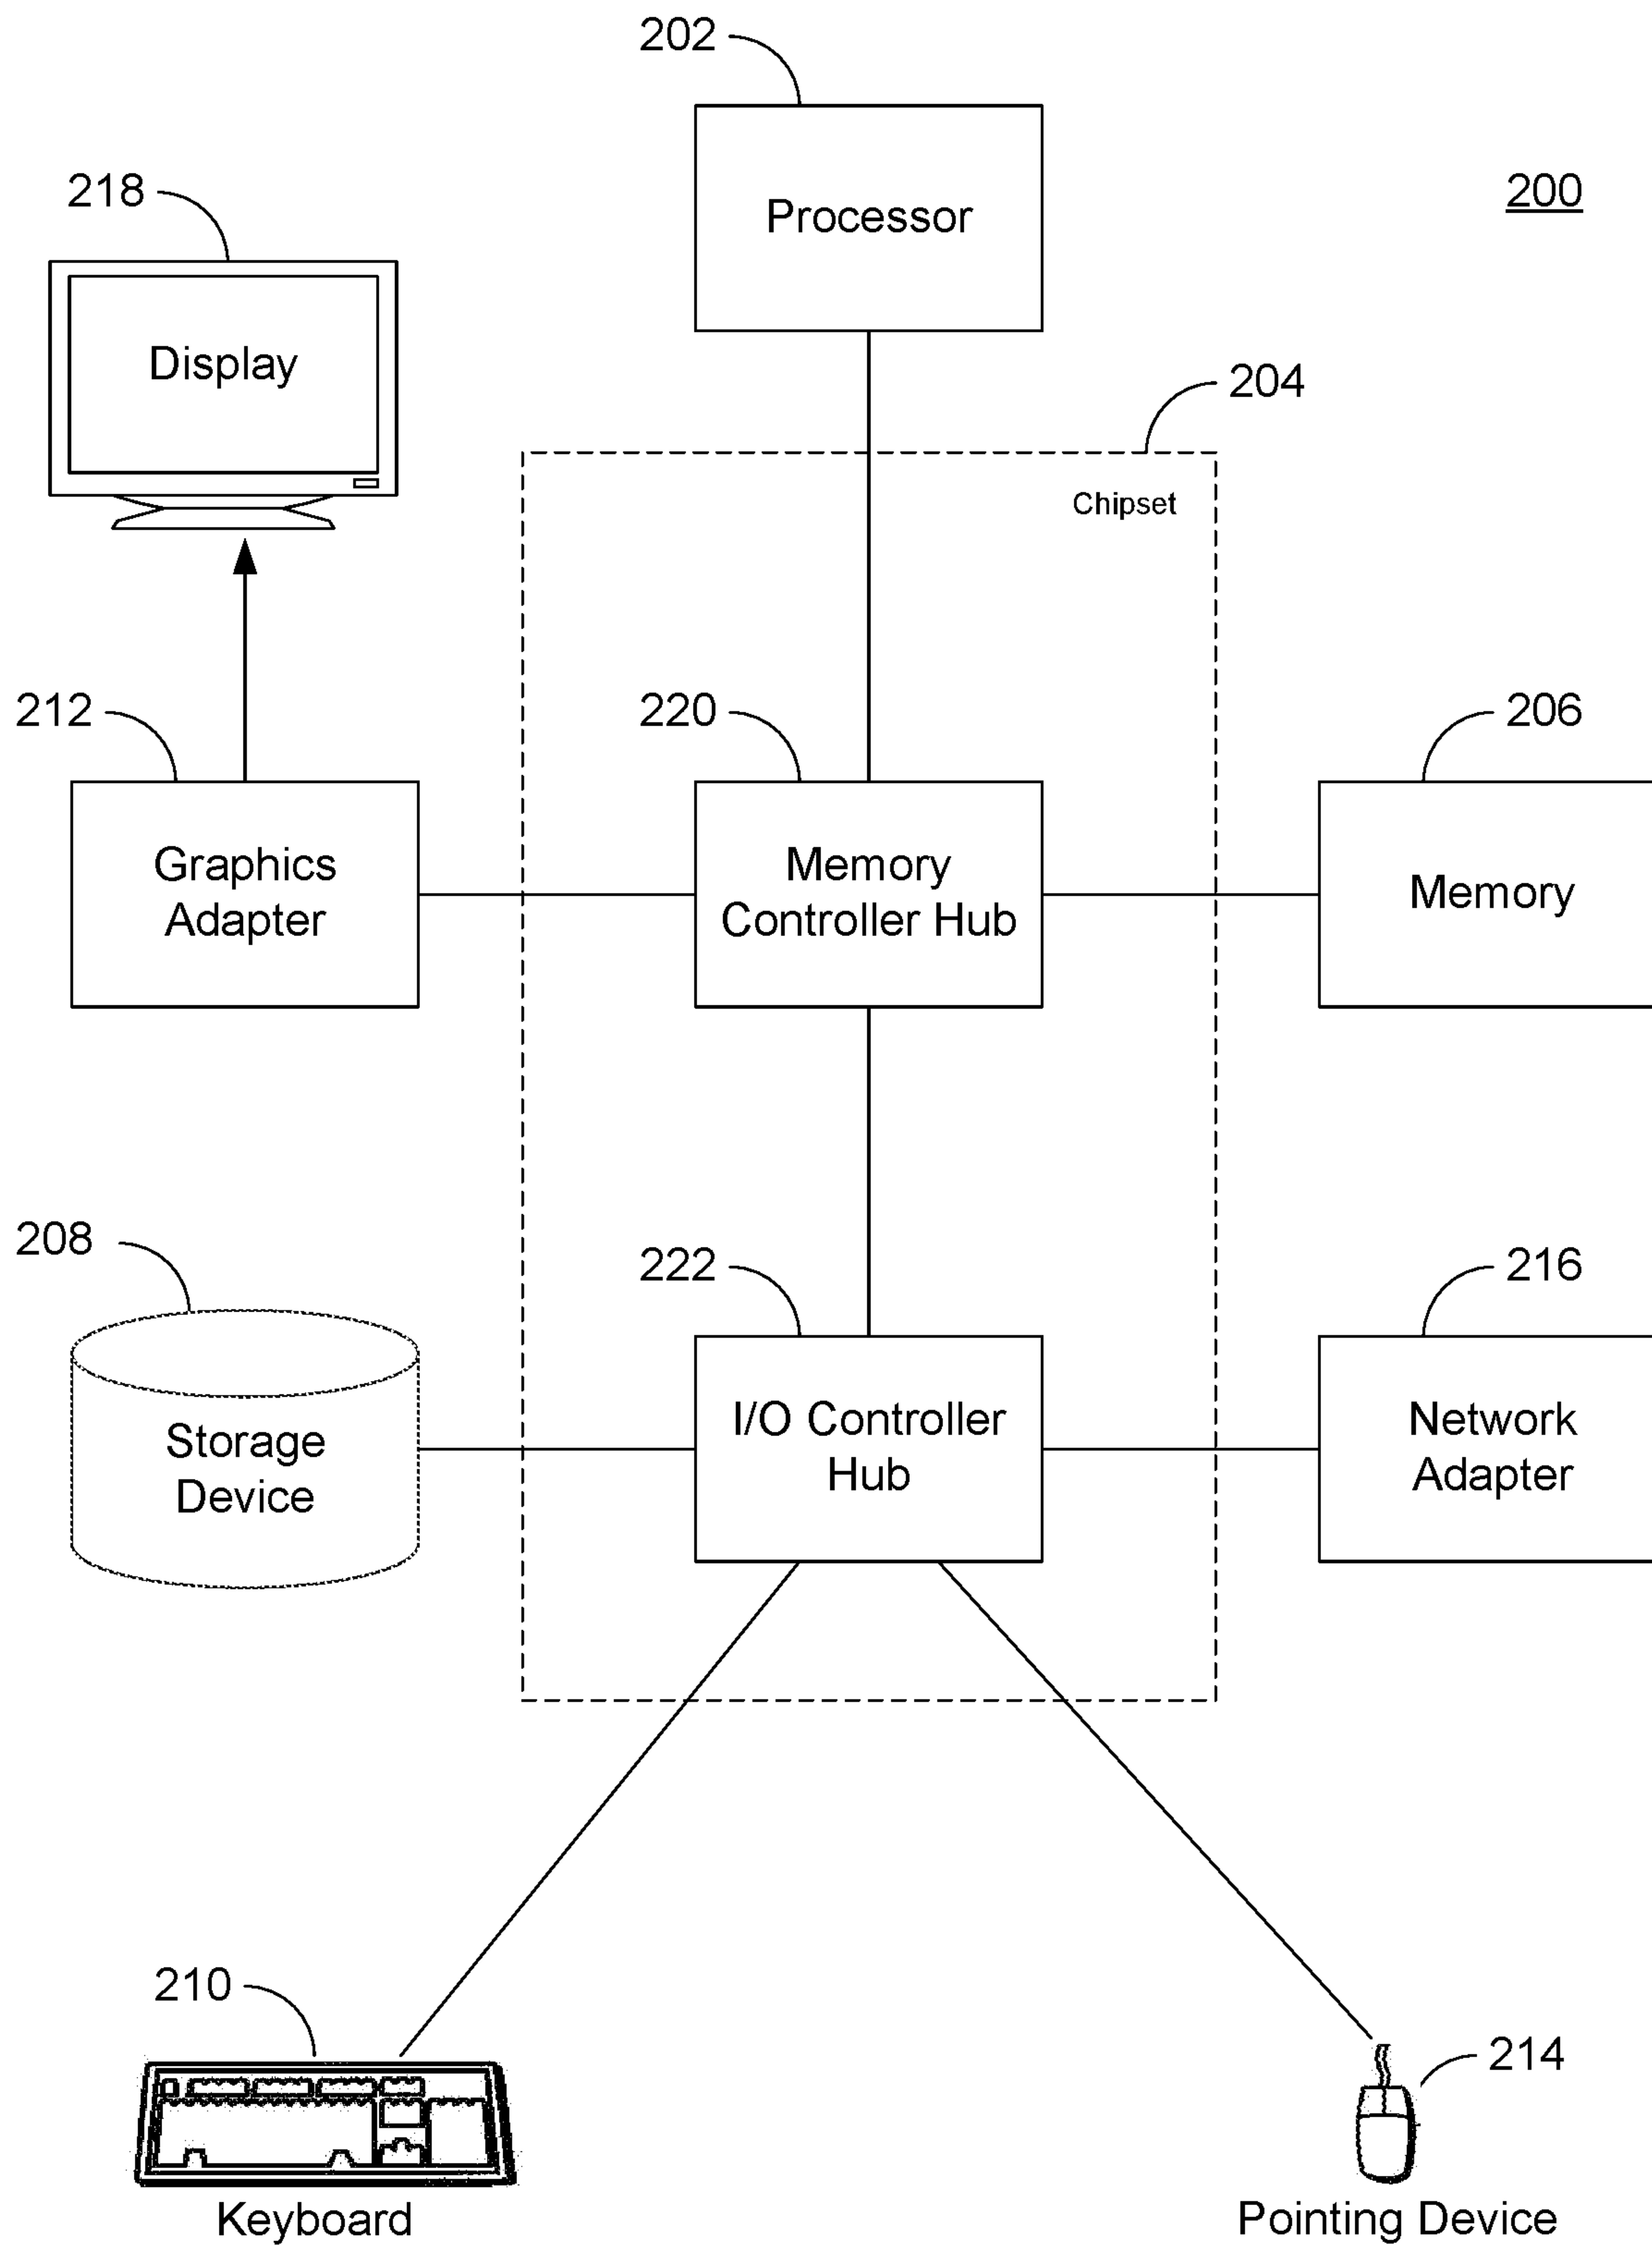 202
Processor
200
218
Display
204
Chipset
212
220
206
Graphics
Adapter
Memory
Controller Hub
Memory
208
222
216
Storage
Device
I/O Controller
Hub
Network
Adapter
210
Keyboard
214
Pointing Device